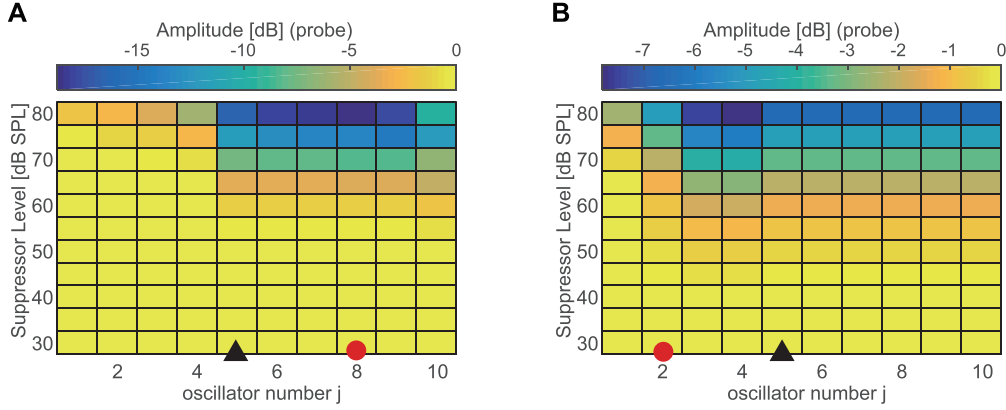 A
Amplitude [dB] (probe)
-15 -10 -5 0
Suppressor Level [dB SPL]
80
70
60
50
40
30
2 4 6 8 10
oscillator number j
B
Amplitude [dB] (probe)
-7 -6 -5 -4 -3 -2 -1 0
Suppressor Level [dB SPL]
80
70
60
50
40
30
2 4 6 8 10
oscillator number j